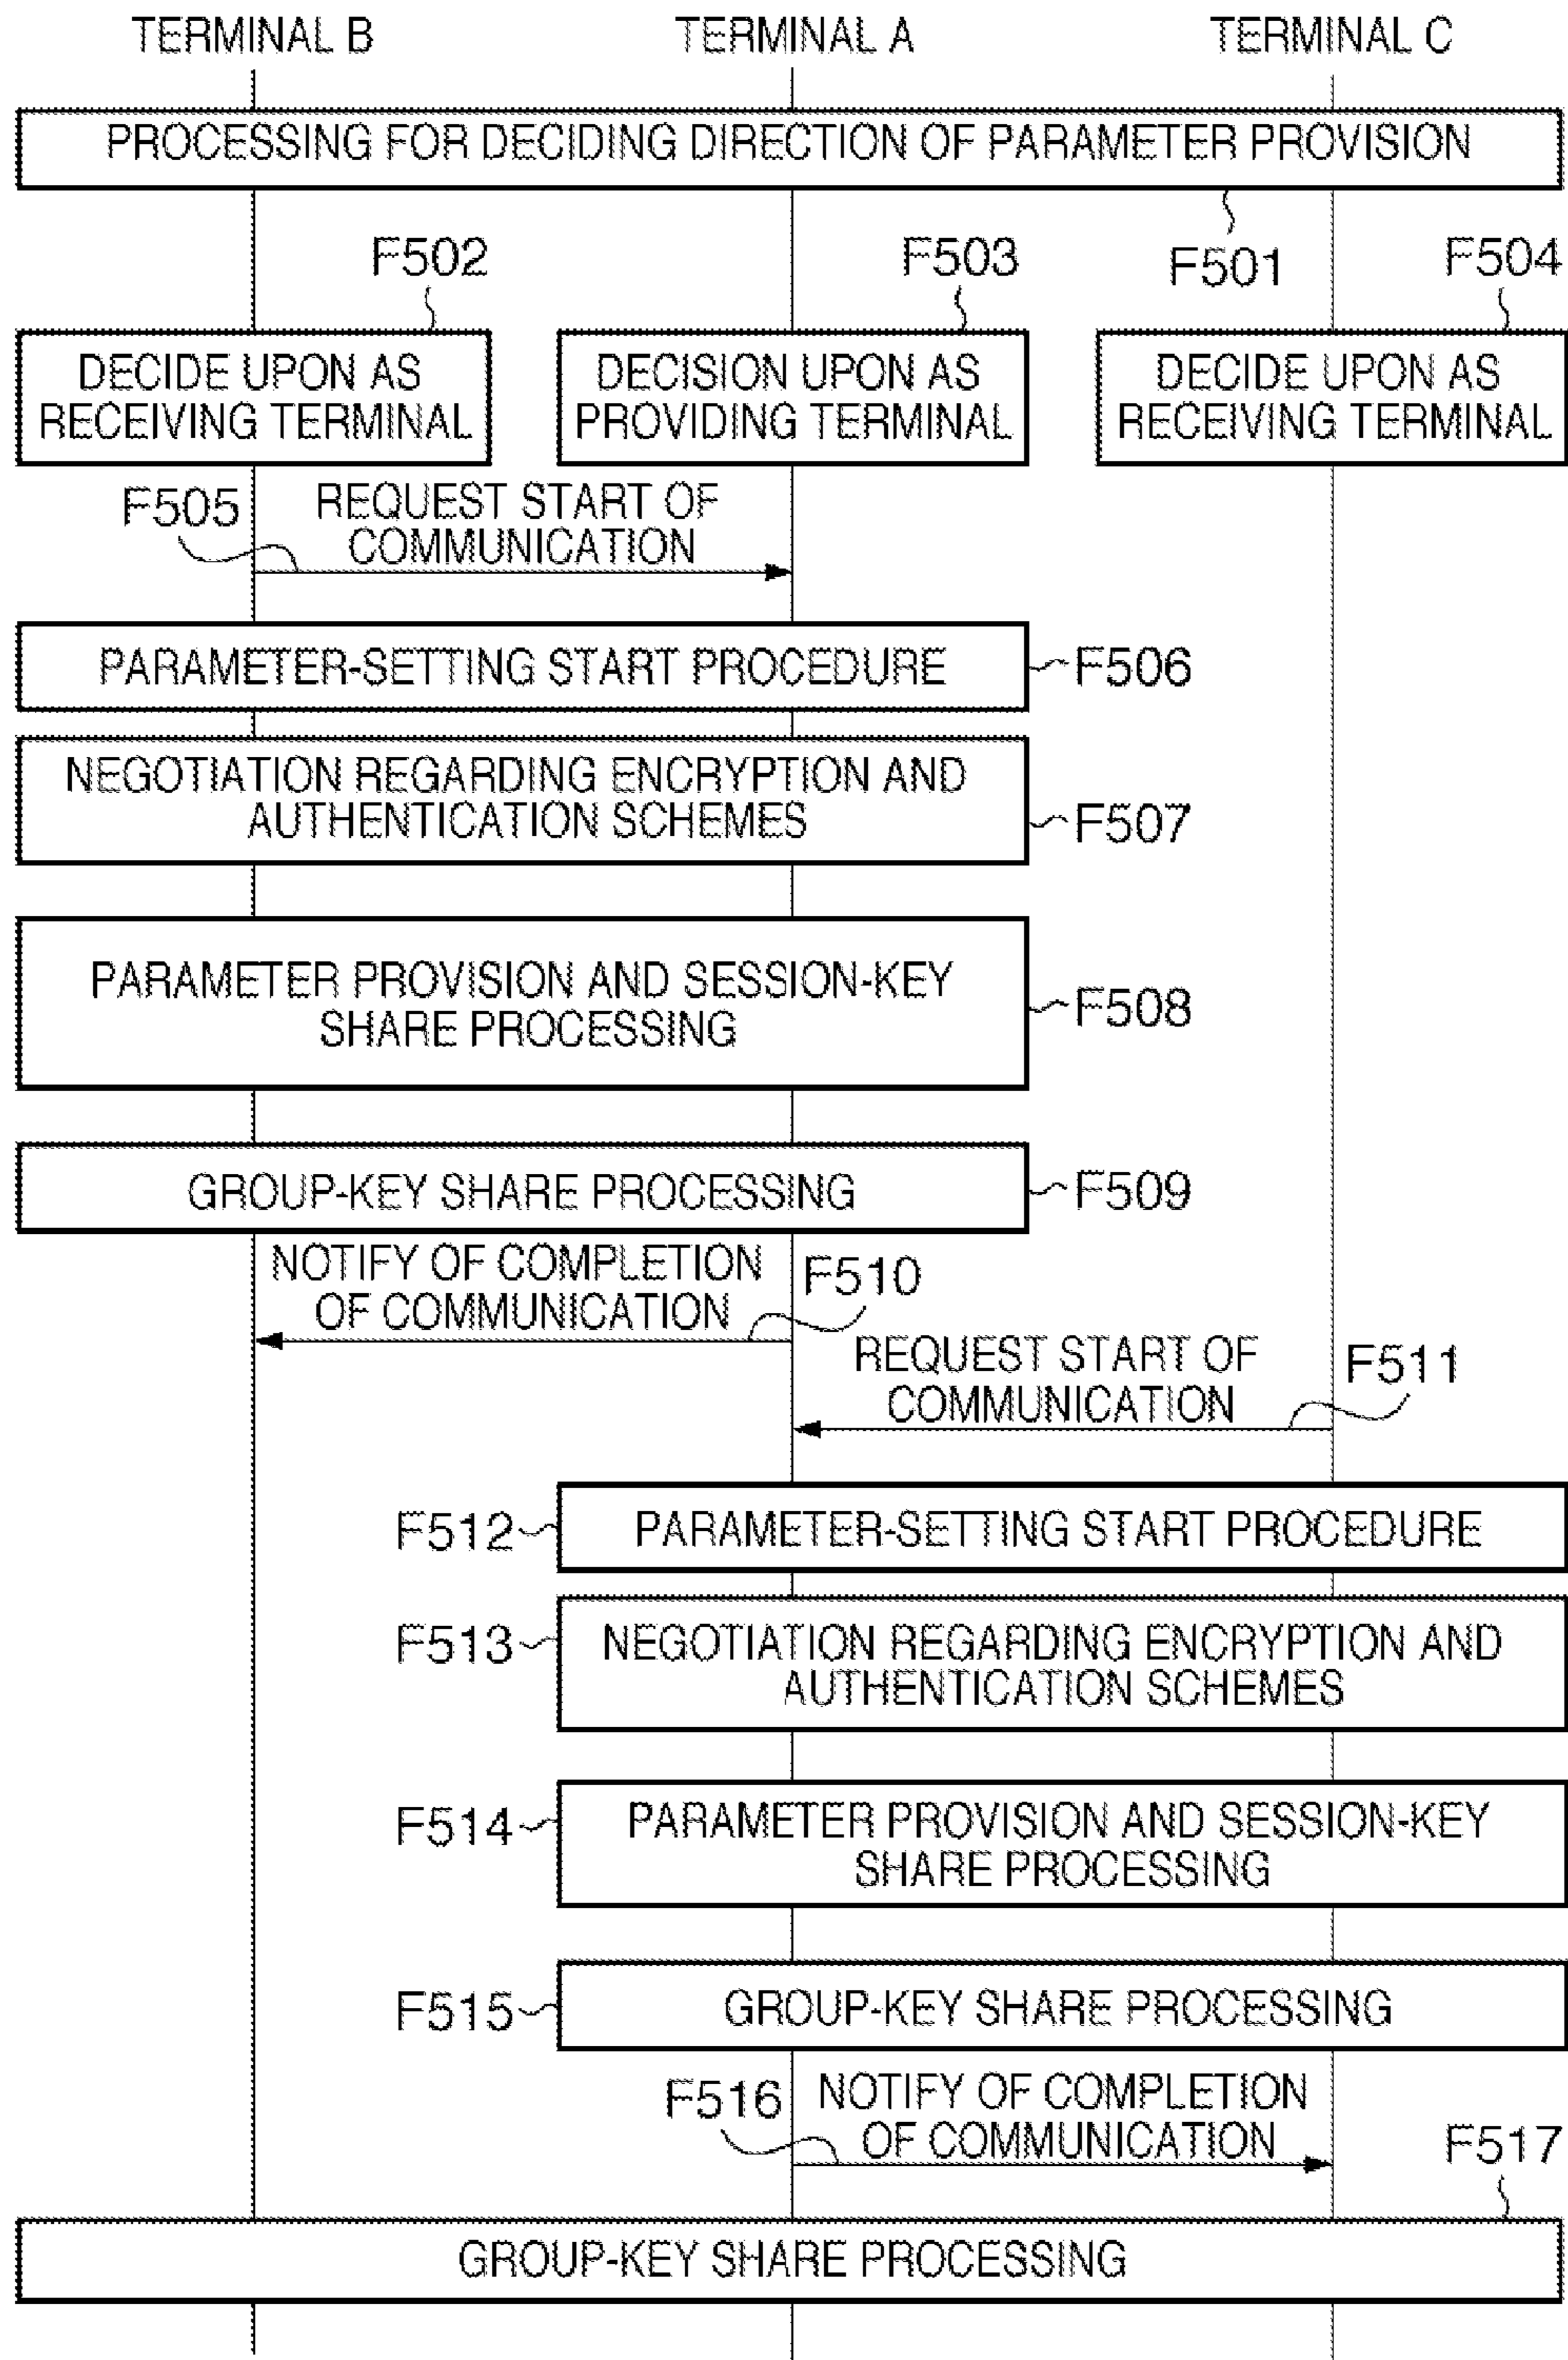 TERMINAL B
TERMINAL A
TERMINAL C
PROCESSING FOR DECIDING DIRECTION OF PARAMETER PROVISION
F501
F502
F503
F504
DECIDE UPON AS
RECEIVING TERMINAL
DECISION UPON AS
PROVIDING TERMINAL
DECIDE UPON AS
RECEIVING TERMINAL
F505
REQUEST START OF
COMMUNICATION
PARAMETER-SETTING START PROCEDURE
F506
NEGOTIATION REGARDING ENCRYPTION AND
AUTHENTICATION SCHEMES
F507
PARAMETER PROVISION AND SESSION-KEY
SHARE PROCESSING
F508
GROUP-KEY SHARE PROCESSING
F509
NOTIFY OF COMPLETION
OF COMMUNICATION
F510
REQUEST START OF
COMMUNICATION
F511
F512
PARAMETER-SETTING START PROCEDURE
F513
NEGOTIATION REGARDING ENCRYPTION AND
AUTHENTICATION SCHEMES
F514
PARAMETER PROVISION AND SESSION-KEY
SHARE PROCESSING
F515
GROUP-KEY SHARE PROCESSING
F516
NOTIFY OF COMPLETION
OF COMMUNICATION
F517
GROUP-KEY SHARE PROCESSING